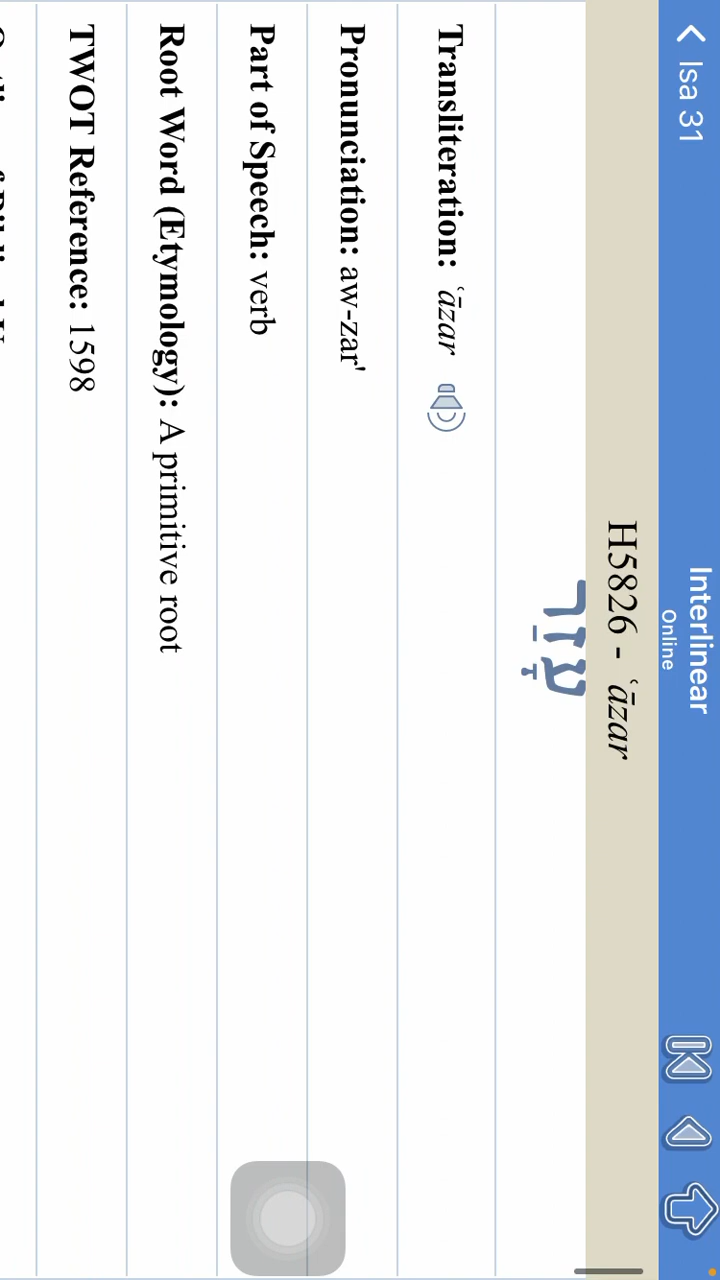 Isa 31
Interlinear
Online
H5826 - ʿāzar
עָזַר
Transliteration: ʿāzar
Pronunciation: aw-zar'
Part of Speech: verb
Root Word (Etymology): A primitive root
TWOT Reference: 1598